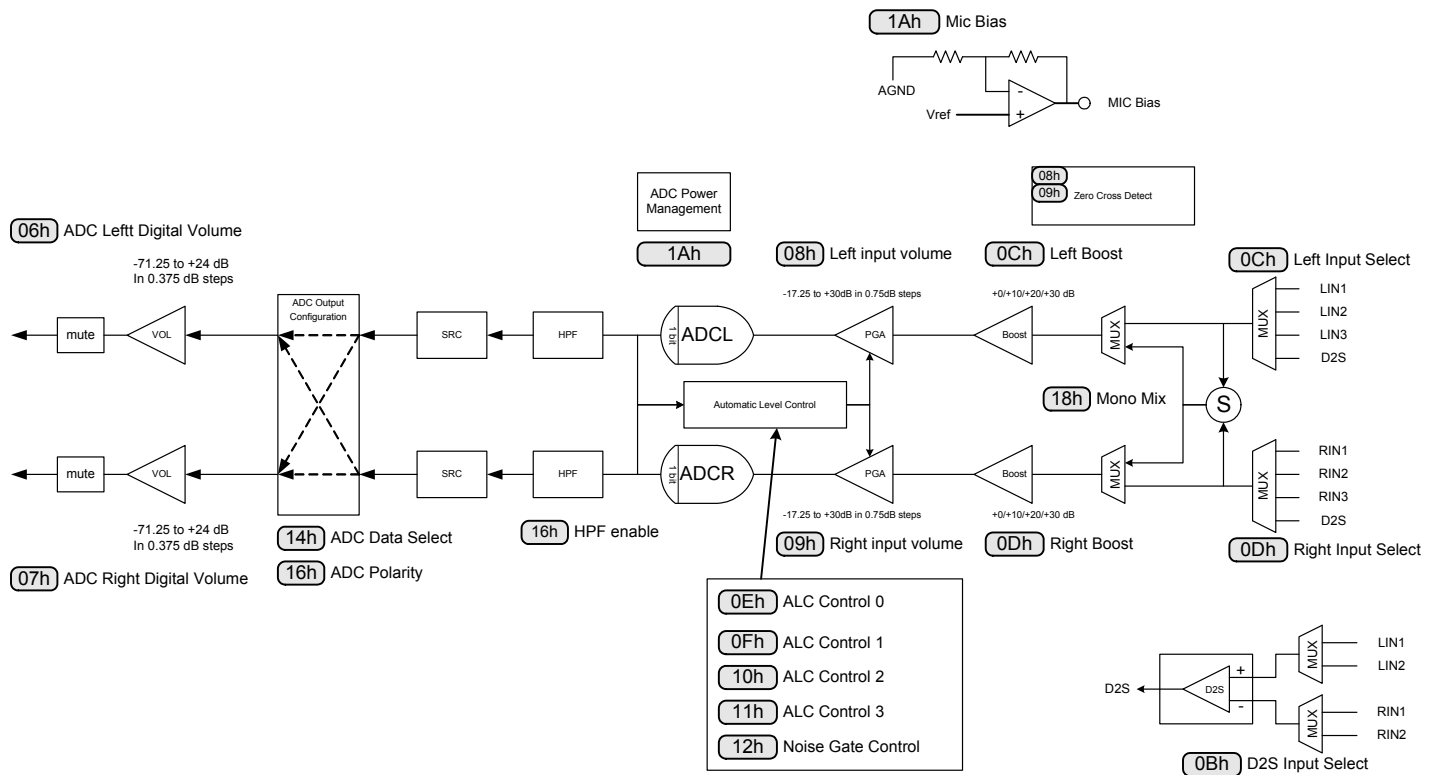 1Ah Mic Bias
AGND
-
+
Vref
MIC Bias
08h
09h Zero Cross Detect
ADC Power
Management
1Ah
06h ADC Leftt Digital Volume
-71.25 to +24 dB
In 0.375 dB steps
08h Left input volume
0Ch Left Boost
0Ch Left Input Select
-17.25 to +30dB in 0.75dB steps
+0/+10/+20/+30 dB
ADC Output
Configuration
mute
VOL
SRC
HPF
1 bit
ADCL
PGA
Boost
MUX
MUX
LIN1
LIN2
LIN3
D2S
Automatic Level Control
18h Mono Mix
S
mute
VOL
SRC
HPF
1 bit
ADCR
PGA
Boost
MUX
MUX
RIN1
RIN2
RIN3
D2S
-71.25 to +24 dB
In 0.375 dB steps
-17.25 to +30dB in 0.75dB steps
+0/+10/+20/+30 dB
07h ADC Right Digital Volume
14h ADC Data Select
16h ADC Polarity
16h HPF enable
09h Right input volume
0Dh Right Boost
0Dh Right Input Select
0Eh ALC Control 0
0Fh ALC Control 1
10h ALC Control 2
11h ALC Control 3
12h Noise Gate Control
D2S
D2S
+
-
MUX
LIN1
LIN2
MUX
RIN1
RIN2
0Bh D2S Input Select